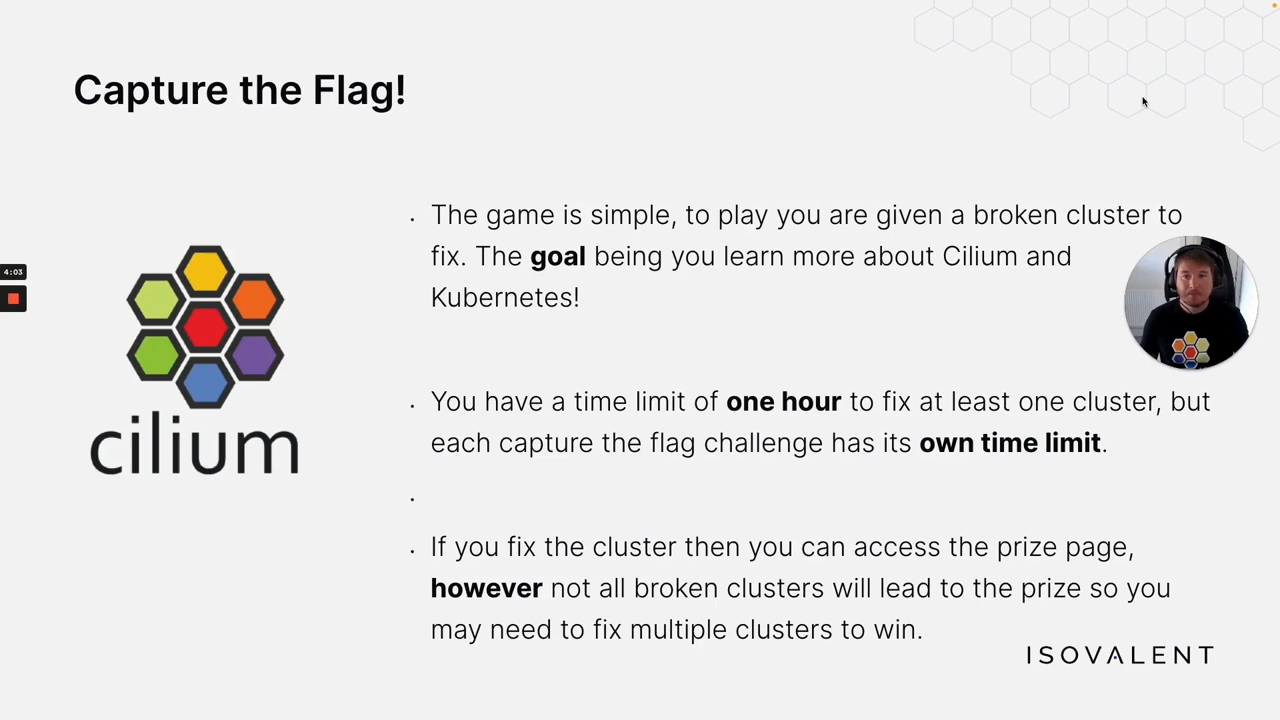 Capture the Flag!
• The game is simple, to play you are given a broken cluster to
fix. The goal being you learn more about Cilium and
Kubernetes!
4:03
• You have a time limit of one hour to fix at least one cluster, but
each capture the flag challenge has its own time limit.
cilium
•
• If you fix the cluster then you can access the prize page,
however not all broken clusters will lead to the prize so you
may need to fix multiple clusters to win.
ISOVALENT